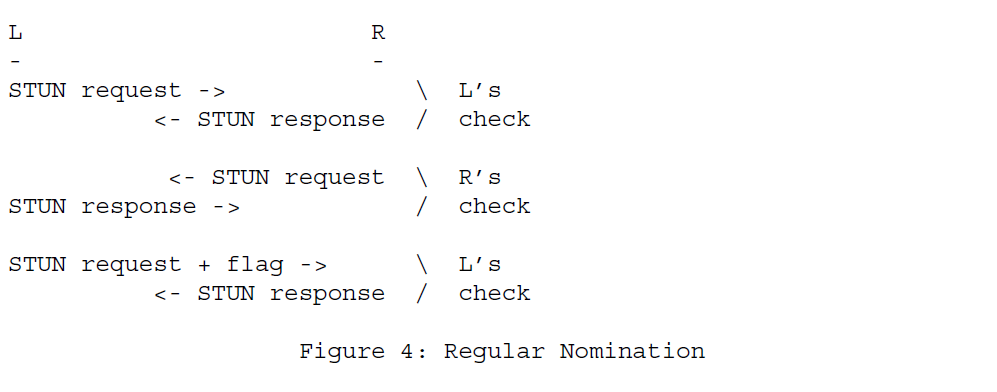 L                        R
-                        -
STUN request ->             \  L’s
          <- STUN response  /  check
           <- STUN request  \  R’s
STUN response ->            /  check
STUN request + flag ->      \  L’s
          <- STUN response  /  check
Figure 4: Regular Nomination